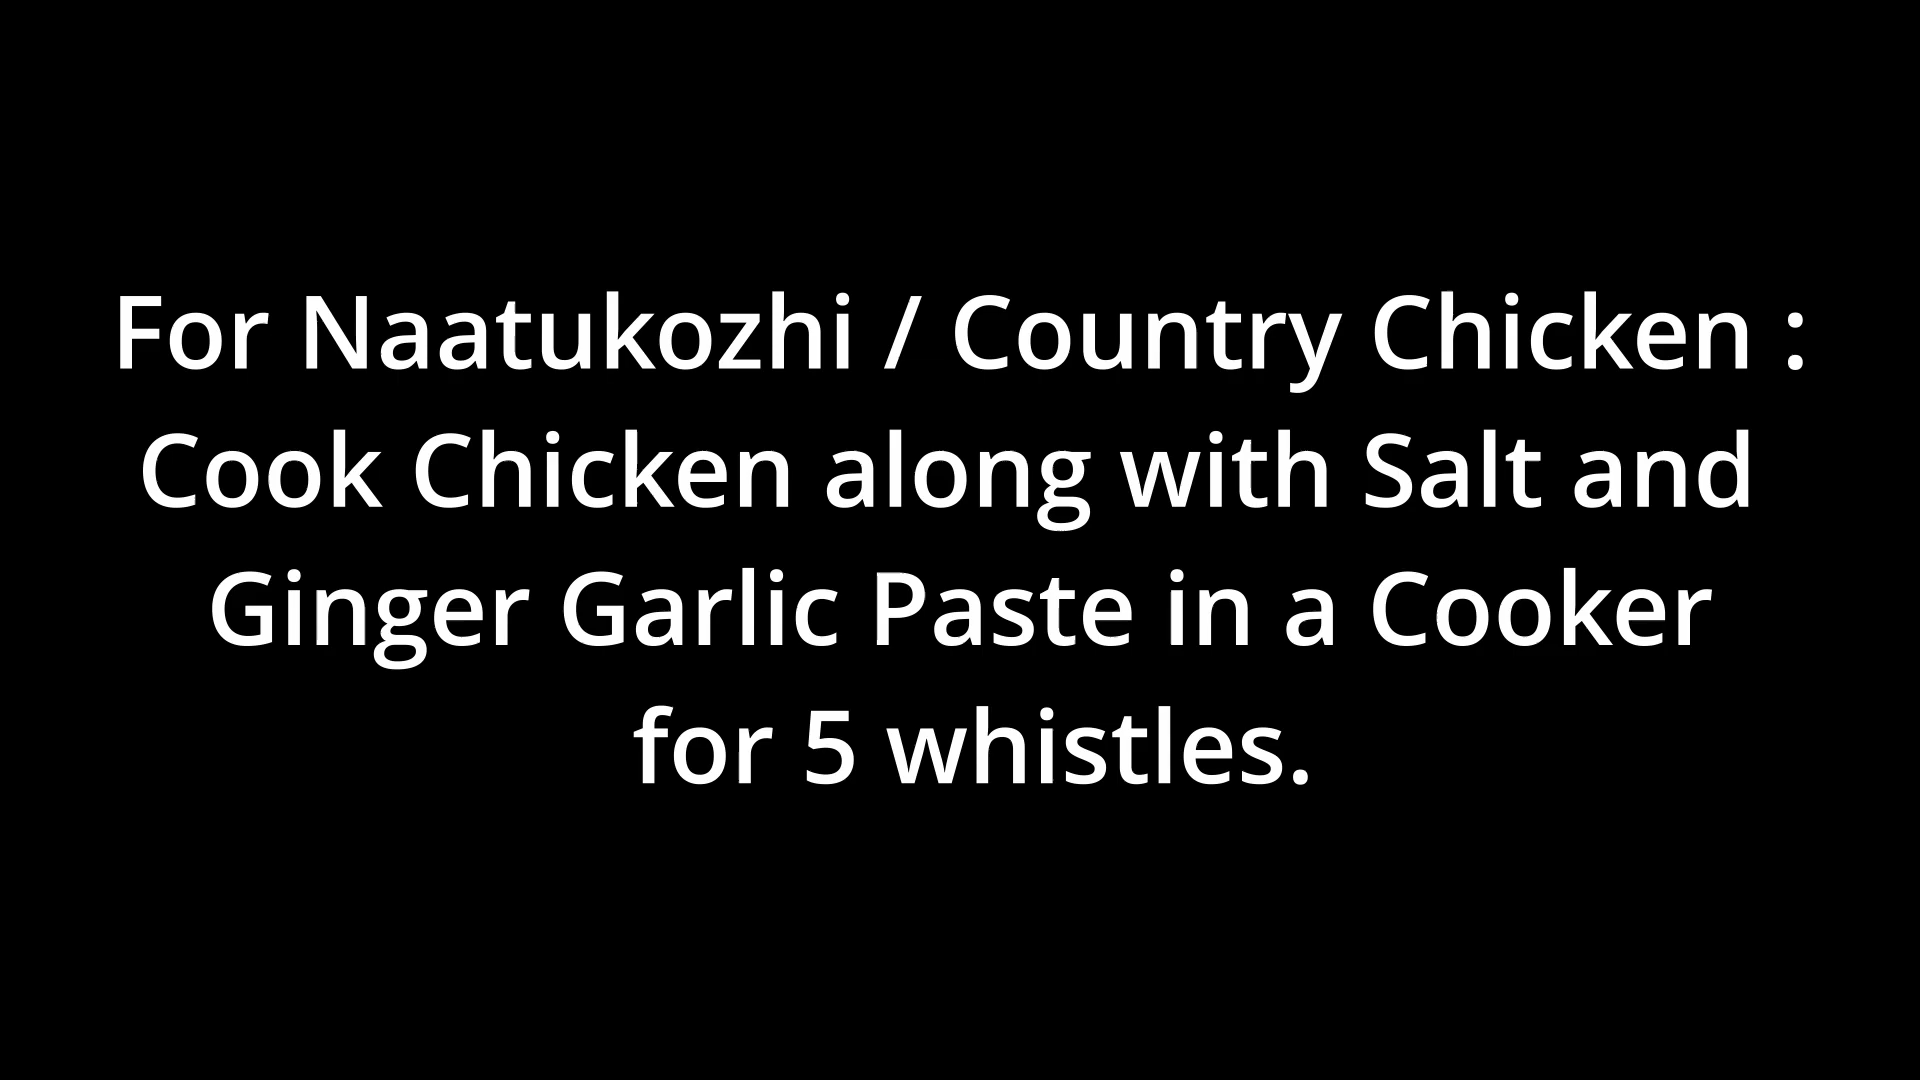 For Naatukozhi / Country Chicken :
Cook Chicken along with Salt and
Ginger Garlic Paste in a Cooker
for 5 whistles.